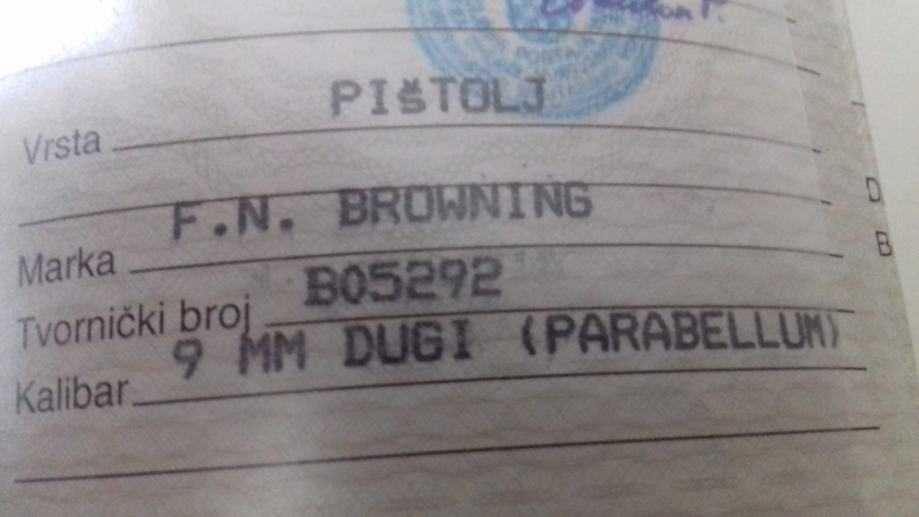 PIŠTOLJ
Vrsta
F.N. BROWNING
Marka
B05292
Tvornički broj
9 MM DUGI (PARABELLUM)
Kalibar
D
B